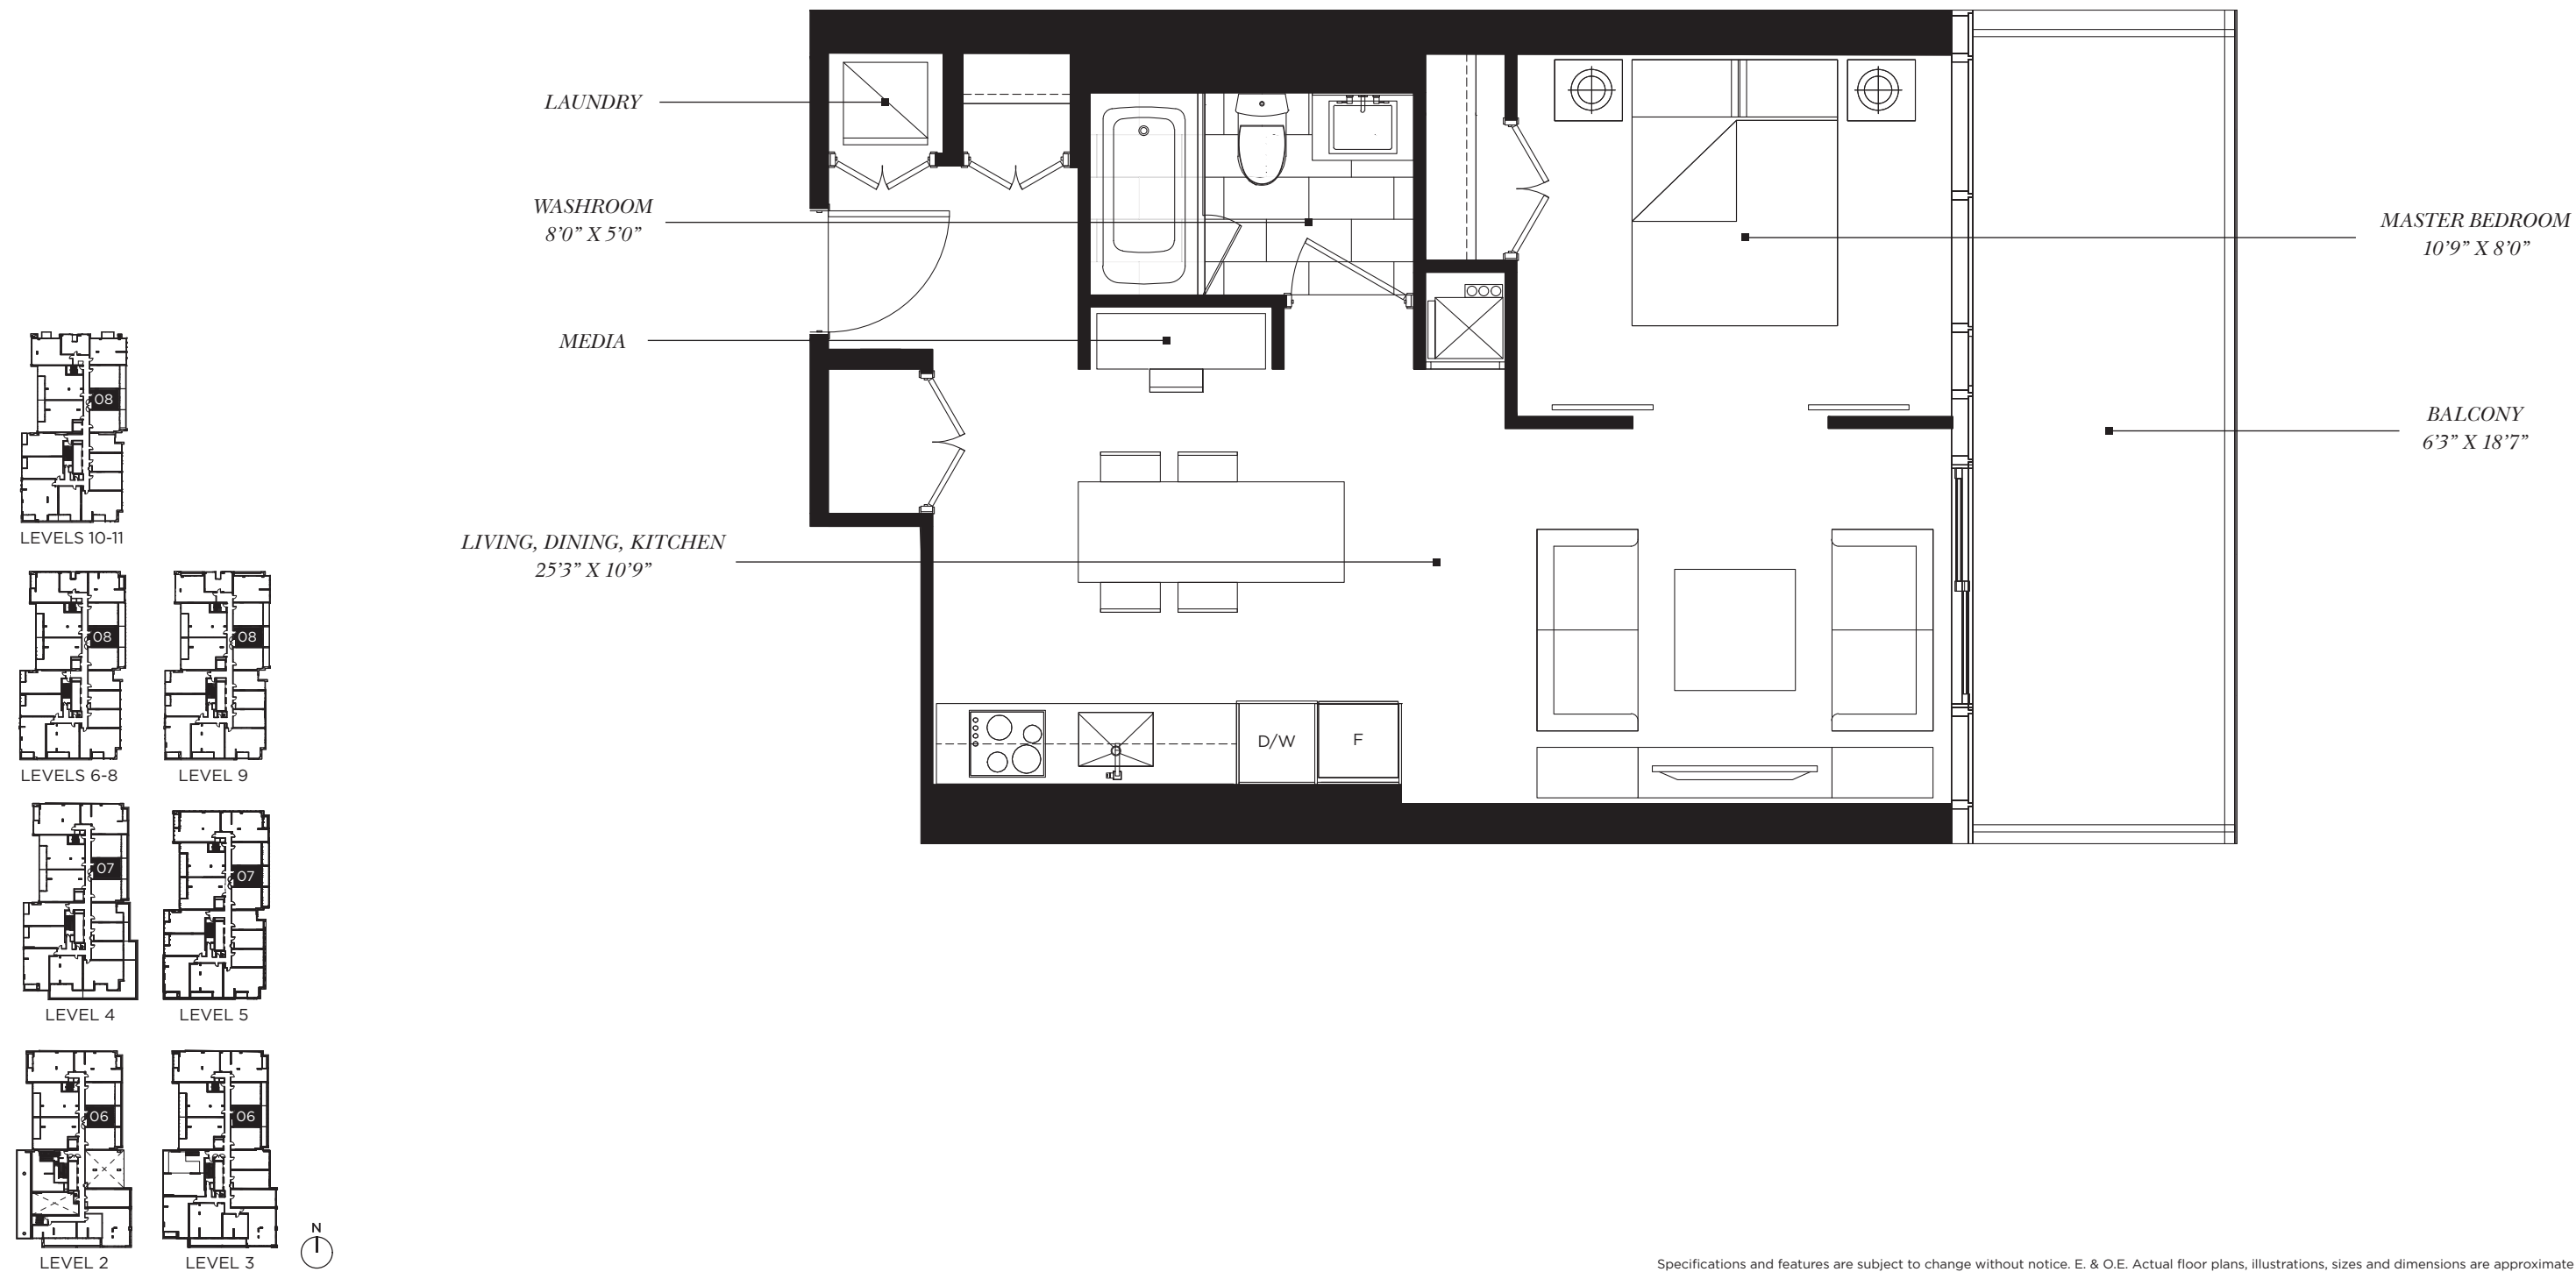 LAUNDRY
WASHROOM
8’0” X 5’0”
MEDIA
LIVING, DINING, KITCHEN
25’3” X 10’9”
D/W
F
MASTER BEDROOM
10’9” X 8’0”
BALCONY
6’3” X 18’7”
08
LEVELS 10-11
08
LEVELS 6-8
08
LEVEL 9
07
LEVEL 4
07
LEVEL 5
06
LEVEL 2
06
LEVEL 3
N
Specifications and features are subject to change without notice. E. & O.E. Actual floor plans, illustrations, sizes and dimensions are approximate